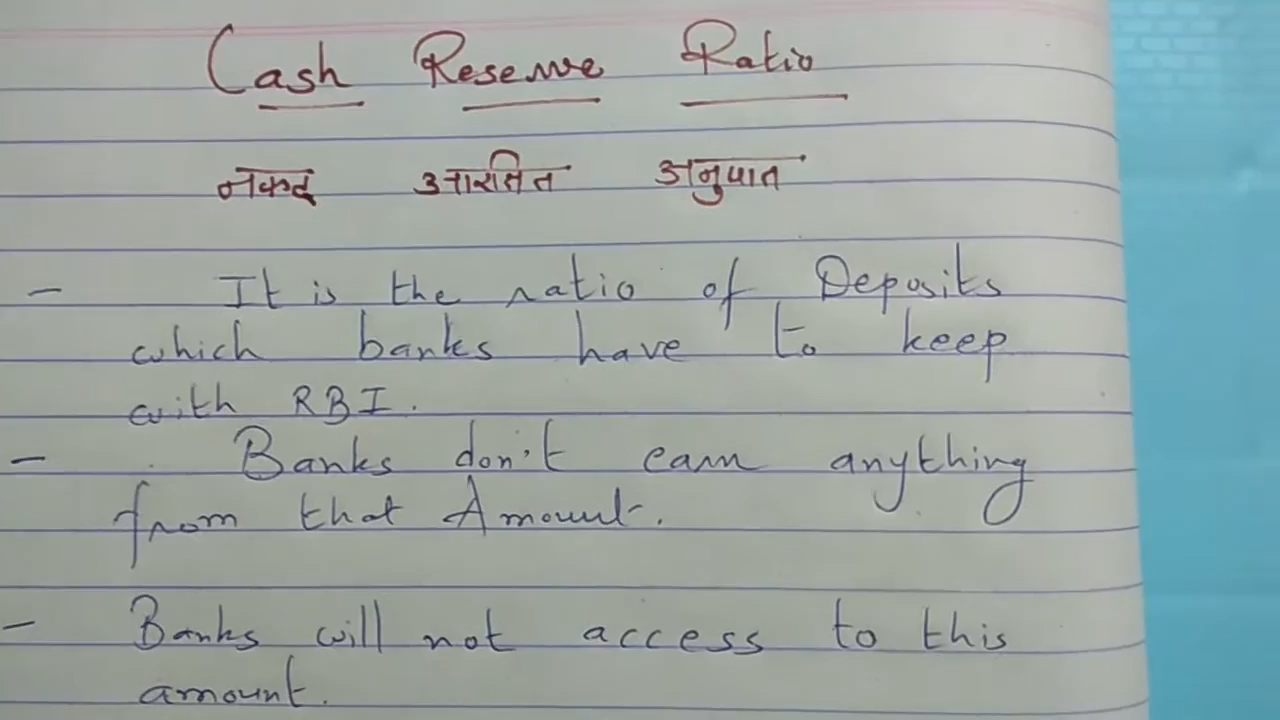 Cash Reserve Ratio
नकद आरक्षित अनुपात
- It is the ratio of Deposits
which banks have to keep
with RBI.
- Banks don't earn anything
from that Amount.
- Banks will not access to this
amount.